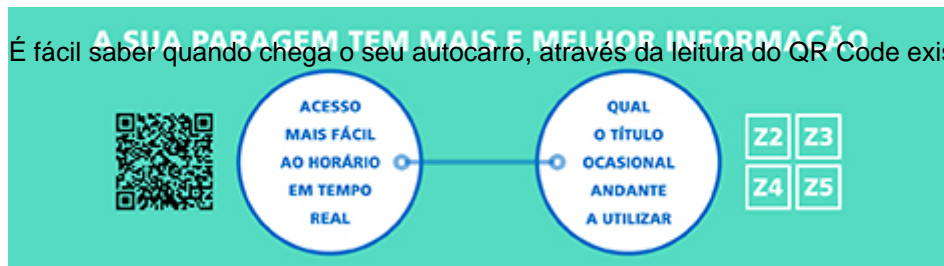 A SUA PARAGEM TEM MAIS E MELHOR INFORMAÇÃO
É fácil saber quando chega o seu autocarro, através da leitura do QR Code exis
ACESSO
MAIS FÁCIL
AO HORÁRIO
EM TEMPO
REAL
QUAL
O TÍTULO
OCASIONAL
ANDANTE
A UTILIZAR
Z2 Z3
Z4 Z5